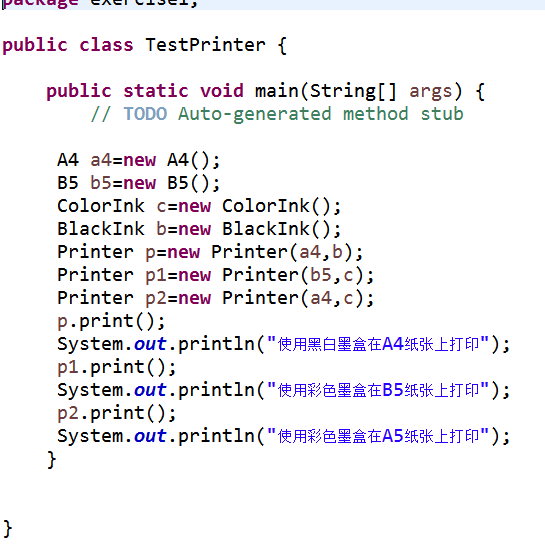 package exercise1;
public class TestPrinter {
public static void main(String[] args) {
// TODO Auto-generated method stub
A4 a4=new A4();
B5 b5=new B5();
ColorInk c=new ColorInk();
BlackInk b=new BlackInk();
Printer p=new Printer(a4,b);
Printer p1=new Printer(b5,c);
Printer p2=new Printer(a4,c);
p.print();
System.out.println("使用黑白墨盒在A4纸张上打印");
p1.print();
System.out.println("使用彩色墨盒在B5纸张上打印");
p2.print();
System.out.println("使用彩色墨盒在A5纸张上打印");
}
}